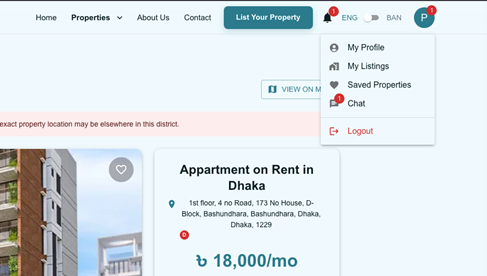 Home Properties About Us Contact List Your Property 1 ENG BAN P 1
My Profile
My Listings
Saved Properties
1
Chat
Logout
VIEW ON M
exact property location may be elsewhere in this district.
Appartment on Rent in
Dhaka
1st floor, 4 no Road, 173 No House, D-
Block, Bashundhara, Bashundhara, Dhaka,
Dhaka, 1229
D
৳ 18,000/mo